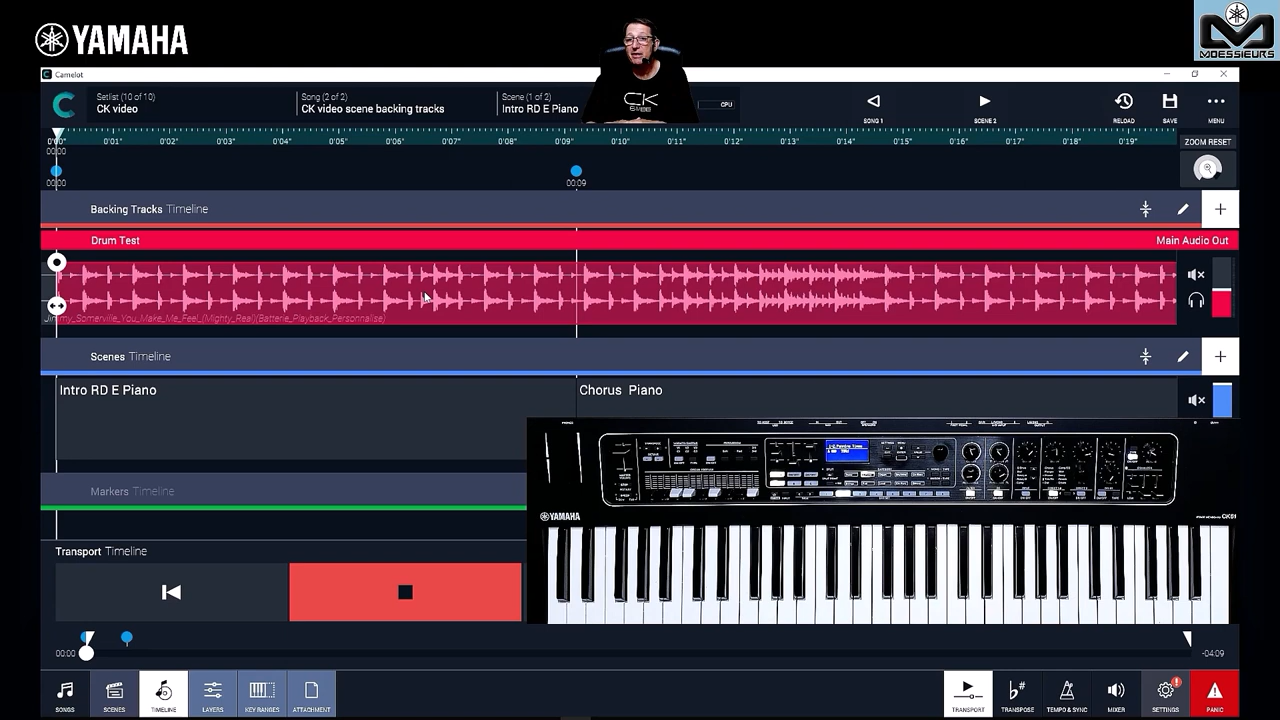 YAMAHA
MOESSIEURS
Camelot
Setlist (10 of 10)
CK video
Song (2 of 2)
CK video scene backing tracks
Scene (1 of 2)
Intro RD E Piano
CK
CPU
SONG 1
SCENE 2
RELOAD
SAVE
MENU
0'00" 0'01" 0'02" 0'03" 0'04" 0'05" 0'06" 0'07" 0'08" 0'09" 0'10" 0'11" 0'12" 0'13" 0'14" 0'15" 0'16" 0'17" 0'18" 0'19"
00:00
ZOOM RESET
00:00
00:09
Backing Tracks Timeline
Drum Test
Main Audio Out
Jimmy_Somerville_You_Make_Me_Feel_(Mighty_Real)(Batterie_Playback_Personnalise)
Scenes Timeline
Intro RD E Piano
Chorus Piano
Markers Timeline
YAMAHA
Transport Timeline
00:00
-04:09
SONGS
SCENES
TIMELINE
LAYERS
KEY RANGES
ATTACHMENT
TRANSPORT
TRANSPOSE
TEMPO & SYNC
MIXER
SETTINGS
PANIC